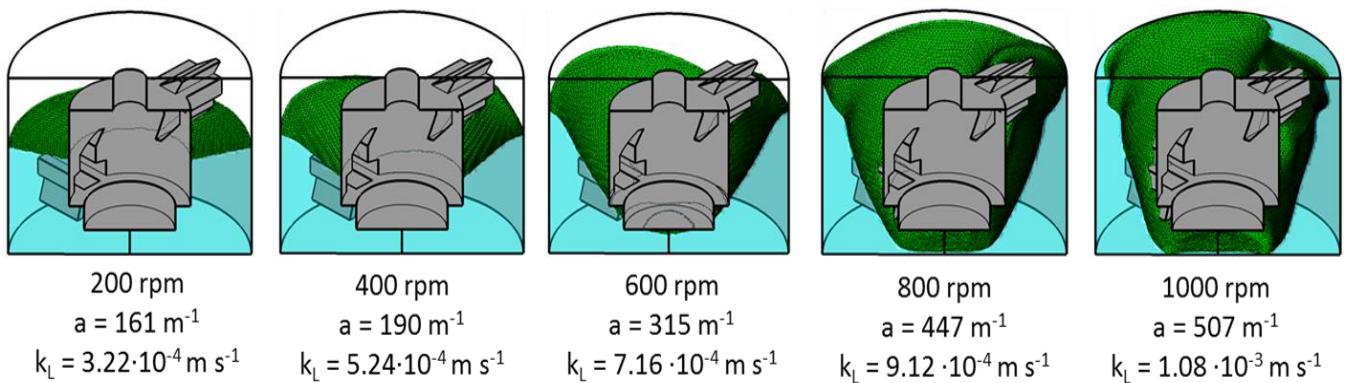 200 rpm
a = 161 m⁻¹
k_L = 3.22·10⁻⁴ m s⁻¹
400 rpm
a = 190 m⁻¹
k_L = 5.24·10⁻⁴ m s⁻¹
600 rpm
a = 315 m⁻¹
k_L = 7.16 ·10⁻⁴ m s⁻¹
800 rpm
a = 447 m⁻¹
k_L = 9.12 ·10⁻⁴ m s⁻¹
1000 rpm
a = 507 m⁻¹
k_L = 1.08 ·10⁻³ m s⁻¹